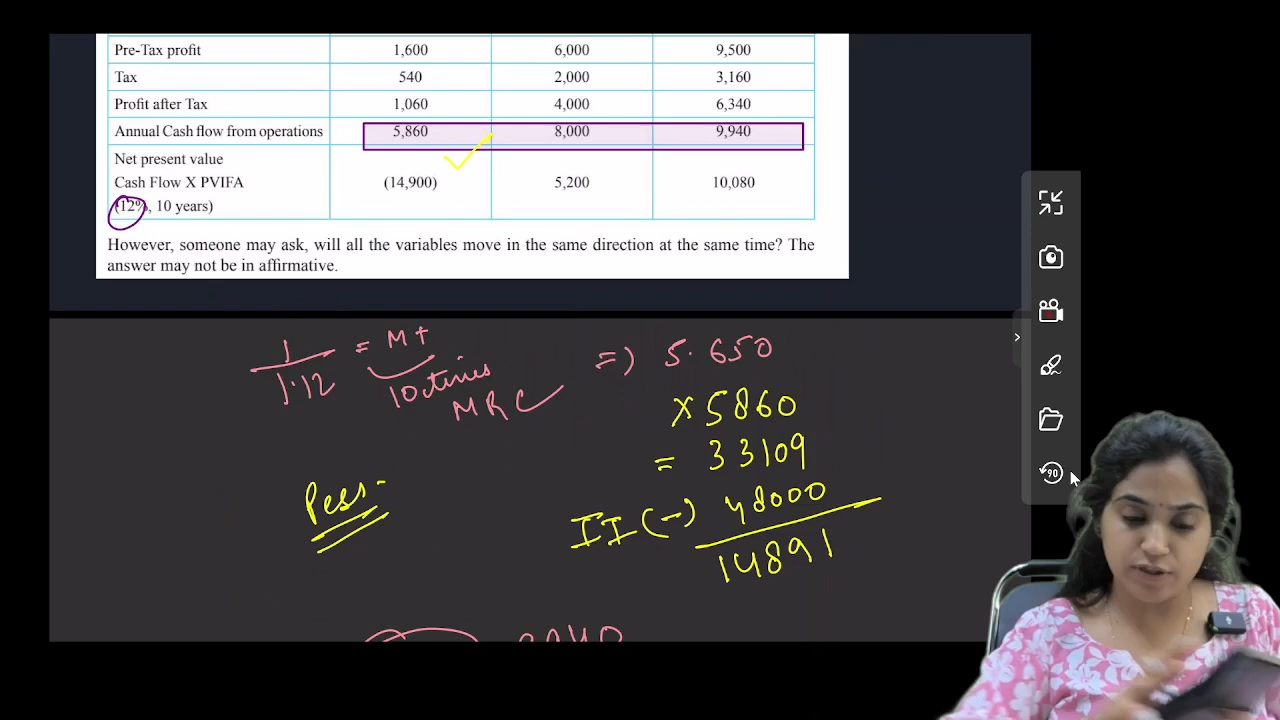 Pre-Tax profit 1,600 6,000 9,500
Tax 540 2,000 3,160
Profit after Tax 1,060 4,000 6,340
Annual Cash flow from operations 5,860 8,000 9,940
Net present value
Cash Flow X PVIFA (14,900) 5,200 10,080
(12%, 10 years)
However, someone may ask, will all the variables move in the same direction at the same time? The
answer may not be in affirmative.
1/1.12 = M+ => 5.650
10 times
MRC
× 5860
= 33109
Pess.
II (-) 48000
14891
90